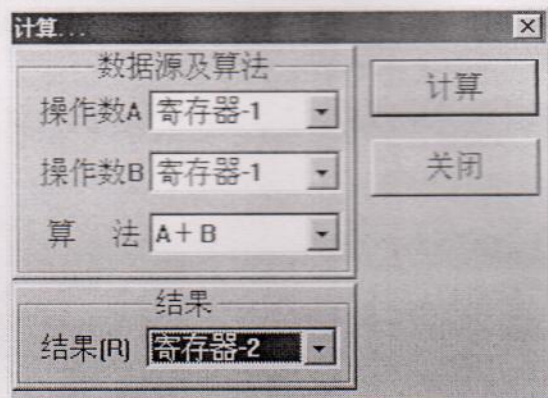 计算...
数据源及算法
操作数A 寄存器-1
操作数B 寄存器-1
算 法 A+B
结果
结果(R) 寄存器-2
计算
关闭